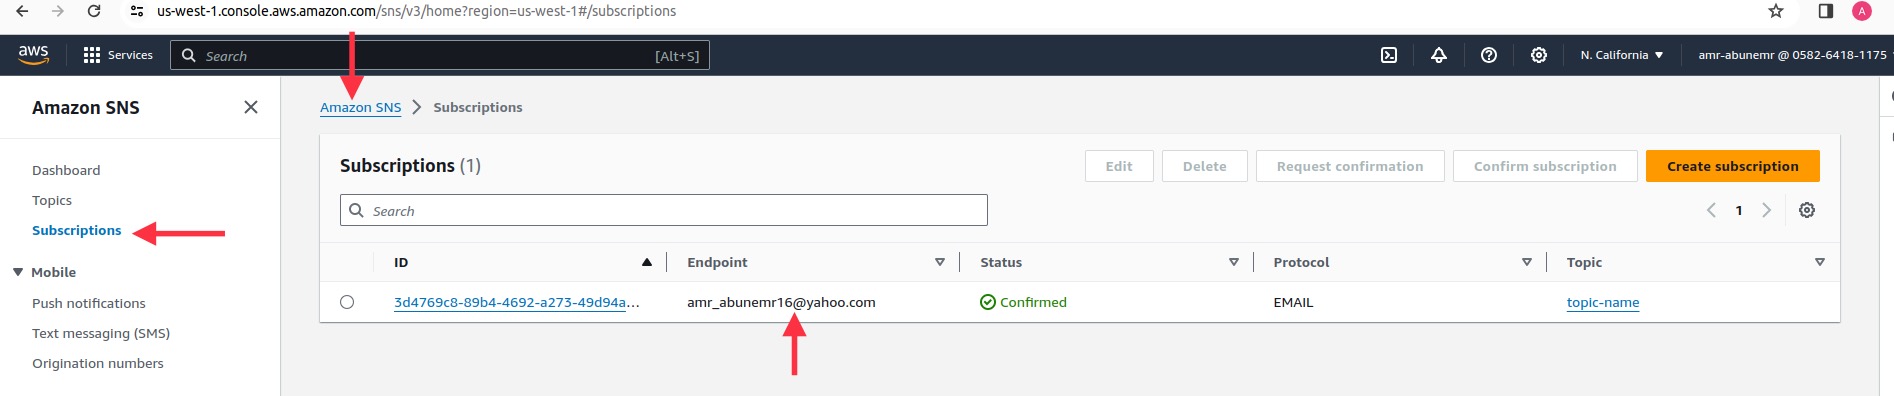 us-west-1.console.aws.amazon.com/sns/v3/home?region=us-west-1#/subscriptions
A
aws
Services
Search
[Alt+S]
N. California
amr-abunemr @ 0582-6418-1175
Amazon SNS
Amazon SNS
Subscriptions
Dashboard
Topics
Subscriptions
Mobile
Push notifications
Text messaging (SMS)
Origination numbers
Subscriptions (1)
Edit
Delete
Request confirmation
Confirm subscription
Create subscription
Search
1
ID
Endpoint
Status
Protocol
Topic
3d4769c8-89b4-4692-a273-49d94a...
amr_abunemr16@yahoo.com
Confirmed
EMAIL
topic-name